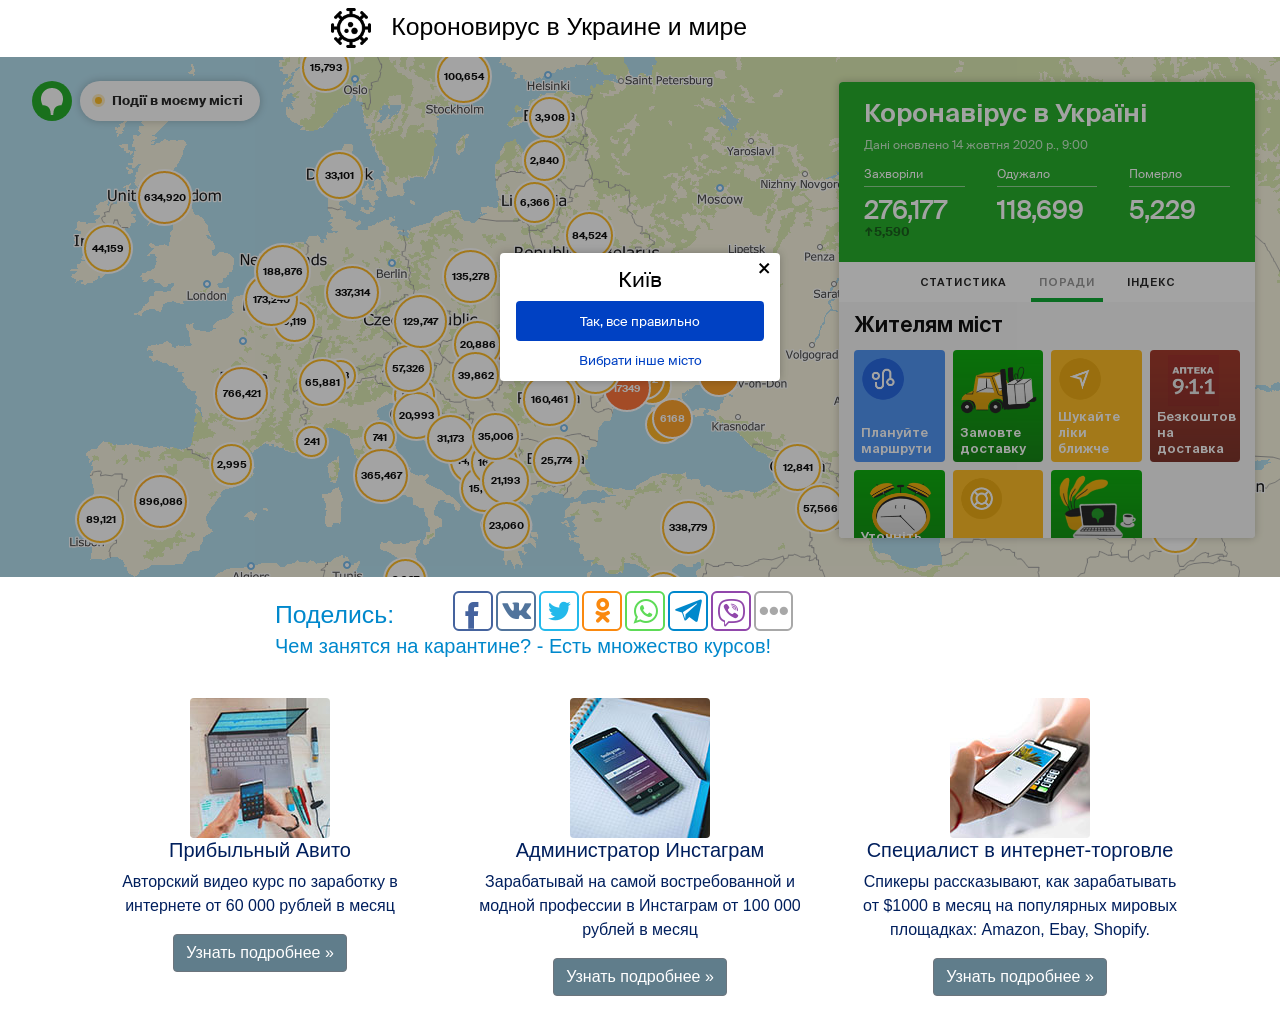 Короновирус в Украине и мире
15,793
100,654
Oslo
Stockholm
Helsinki
Saint Petersburg
Події в моєму місті
3,908
2,840
33,101
6,366
634,920
84,524
44,159
188,876
Berlin
135,278
337,314
London
129,747
20,886
57,326
39,862
65,881
766,421
160,461
17349
6168
20,993
241
741
31,173
35,006
2,995
365,467
25,774
21,193
896,086
89,121
23,060
338,779
12,841
57,566
Yaroslavl
Nizhny Novgoro
Moscow
Lipetsk
Penza
Volgograd
V-on-Don
Krasnodar
Algiers
Tunis
Київ
Так, все правильно
Вибрати інше місто
Коронавірус в Україні
Дані оновлено 14 жовтня 2020 р., 9:00
Захворіли
Одужало
Померло
276,177
118,699
5,229
↑5,590
СТАТИСТИКА
ПОРАДИ
ІНДЕКС
Жителям міст
Плануйте
маршрути
Замовте
доставку
Шукайте
ліки
ближче
АПТЕКА
9·1·1
Безкоштов
на
доставка
Уточніть
Поделись:
Чем занятся на карантине? - Есть множество курсов!
Прибыльный Авито
Авторский видео курс по заработку в
интернете от 60 000 рублей в месяц
Узнать подробнее »
Администратор Инстаграм
Зарабатывай на самой востребованной и
модной профессии в Инстаграм от 100 000
рублей в месяц
Узнать подробнее »
Специалист в интернет-торговле
Спикеры рассказывают, как зарабатывать
от $1000 в месяц на популярных мировых
площадках: Amazon, Ebay, Shopify.
Узнать подробнее »